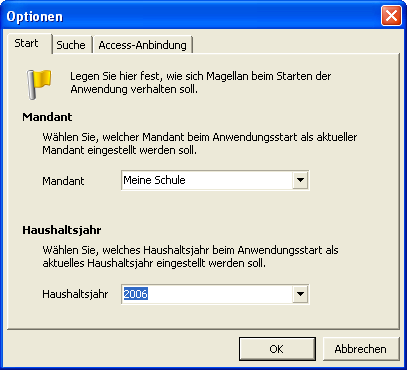 Optionen
Start Suche Access-Anbindung
Legen Sie hier fest, wie sich Magellan beim Starten der
Anwendung verhalten soll.
Mandant
Wählen Sie, welcher Mandant beim Anwendungsstart als aktueller
Mandant eingestellt werden soll.
Mandant Meine Schule
Haushaltsjahr
Wählen Sie, welches Haushaltsjahr beim Anwendungsstart als
aktuelles Haushaltsjahr eingestellt werden soll.
Haushaltsjahr 2006
OK Abbrechen